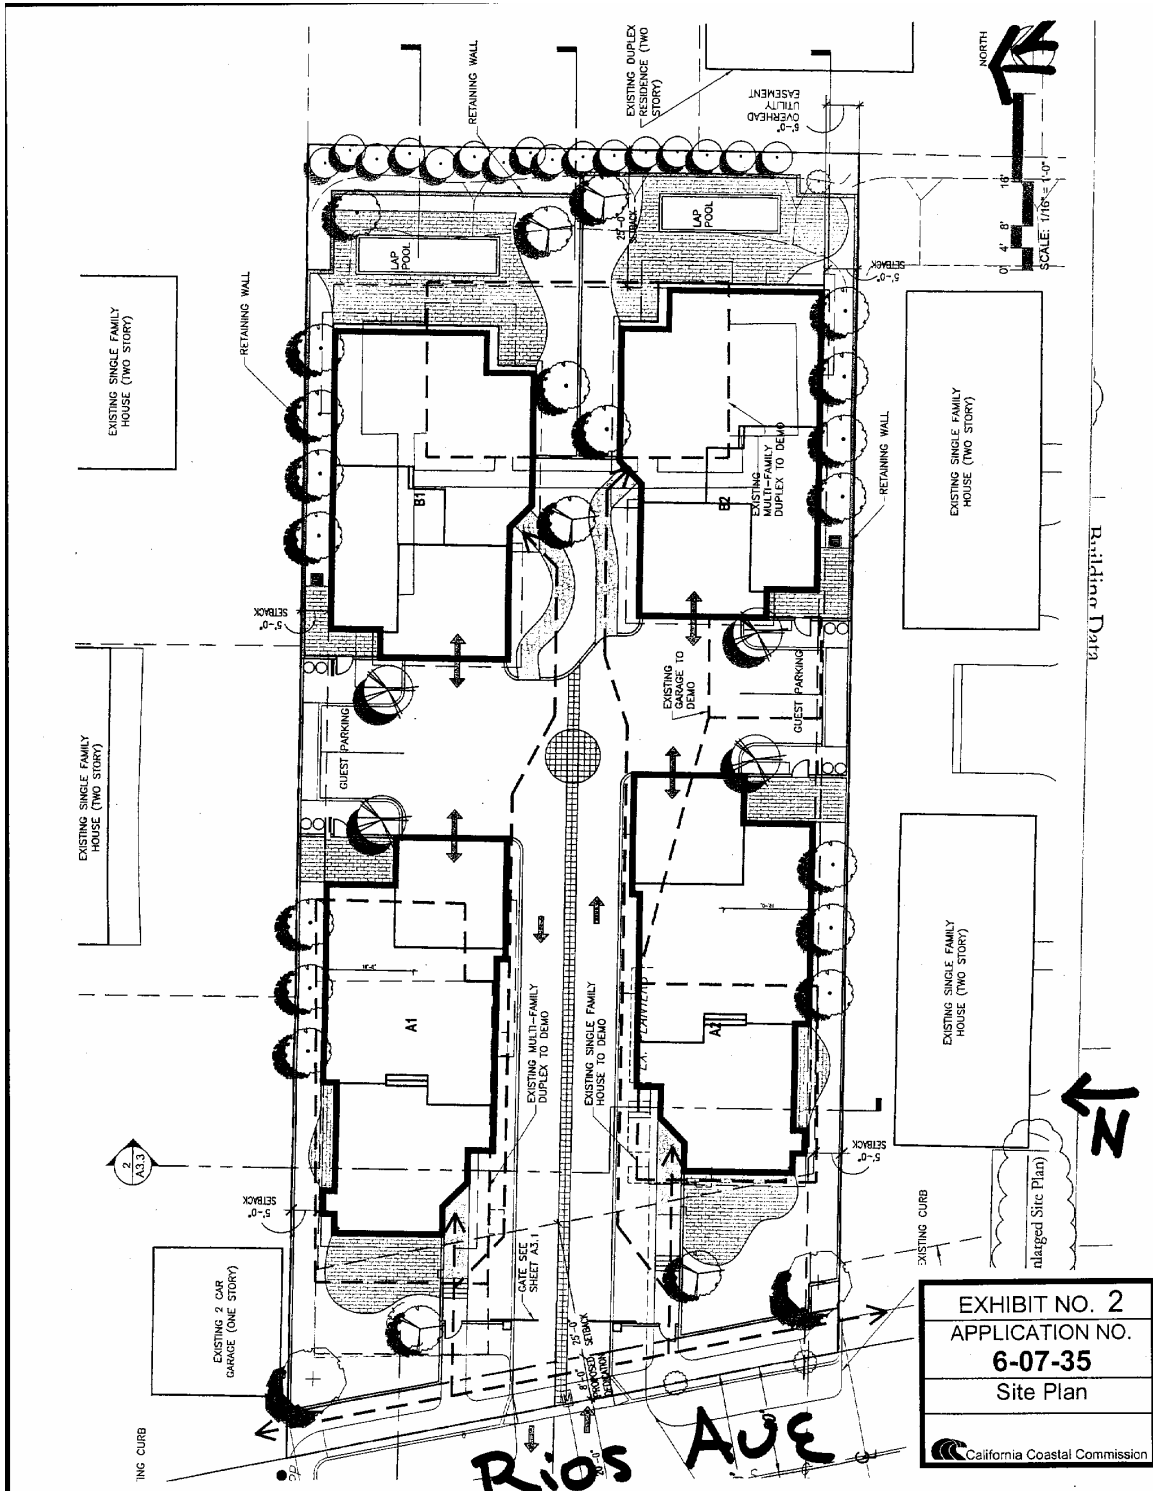 RETAINING WALL
EXISTING DUPLEX
RESIDENCE (TWO
STORY)
6'-0"
OVERHEAD
UTILITY
EASEMENT
NORTH
0' 4' 8' 16'
SCALE: 1/16" = 1'-0"
EXISTING SINGLE FAMILY
HOUSE (TWO STORY)
RETAINING WALL
LAP
POOL
25'-0"
SETBACK
LAP
POOL
5'-0"
SETBACK
B1
B2
EXISTING
MULTI-FAMILY
DUPLEX TO DEMO
RETAINING WALL
EXISTING SINGLE FAMILY
HOUSE (TWO STORY)
Building Data
5'-0"
SETBACK
EXISTING SINGLE FAMILY
HOUSE (TWO STORY)
GUEST PARKING
EXISTING
GARAGE TO
DEMO
GUEST PARKING
A1
EXISTING MULTI-FAMILY
DUPLEX TO DEMO
EXISTING SINGLE FAMILY
HOUSE TO DEMO
EX. PLANTERS
A2
EXISTING SINGLE FAMILY
HOUSE (TWO STORY)
N
2
A3.3
5'-0"
SETBACK
5'-0"
SETBACK
EXISTING 2 CAR
GARAGE (ONE STORY)
GATE SEE
SHEET A3.1
25'-0"
SETBACK
8'-0"
PROPOSED
DEDICATION
EXISTING CURB
nlarged Site Plan)
ING CURB
20'-0"
Rios Ave
EXHIBIT NO. 2
APPLICATION NO.
6-07-35
Site Plan
California Coastal Commission